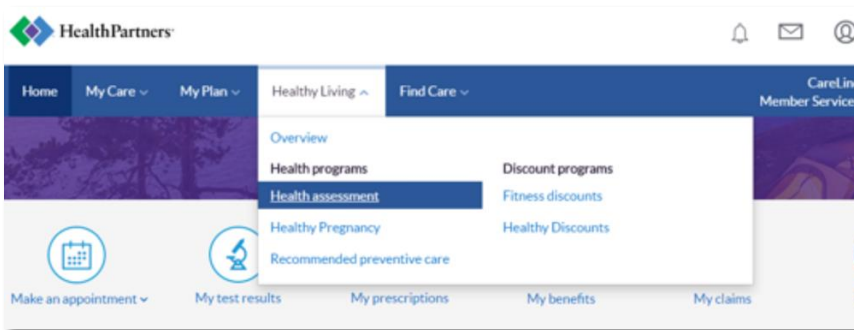 HealthPartners
Home My Care My Plan Healthy Living Find Care
Member Service
Overview
Health programs Discount programs
Health assessment Fitness discounts
Healthy Pregnancy Healthy Discounts
Recommended preventive care
Make an appointment My test results My prescriptions My benefits My claims